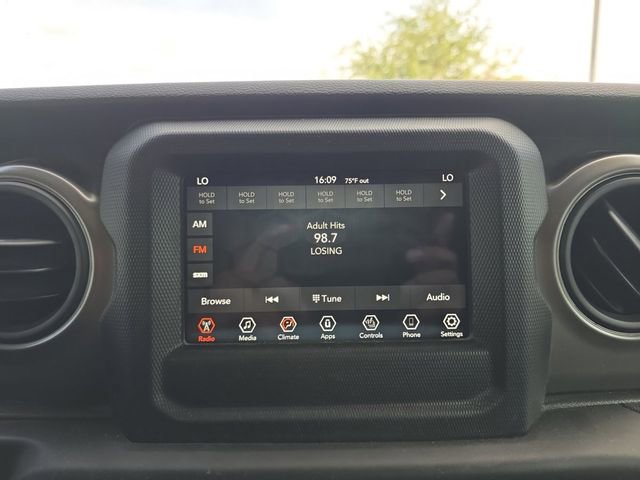 LO 16:09 75°F out LO
HOLD HOLD HOLD HOLD HOLD HOLD
to Set to Set to Set to Set to Set to Set
AM
Adult Hits
98.7
FM
LOSING
Browse Tune Audio
Radio Media Climate Apps Controls Phone Settings